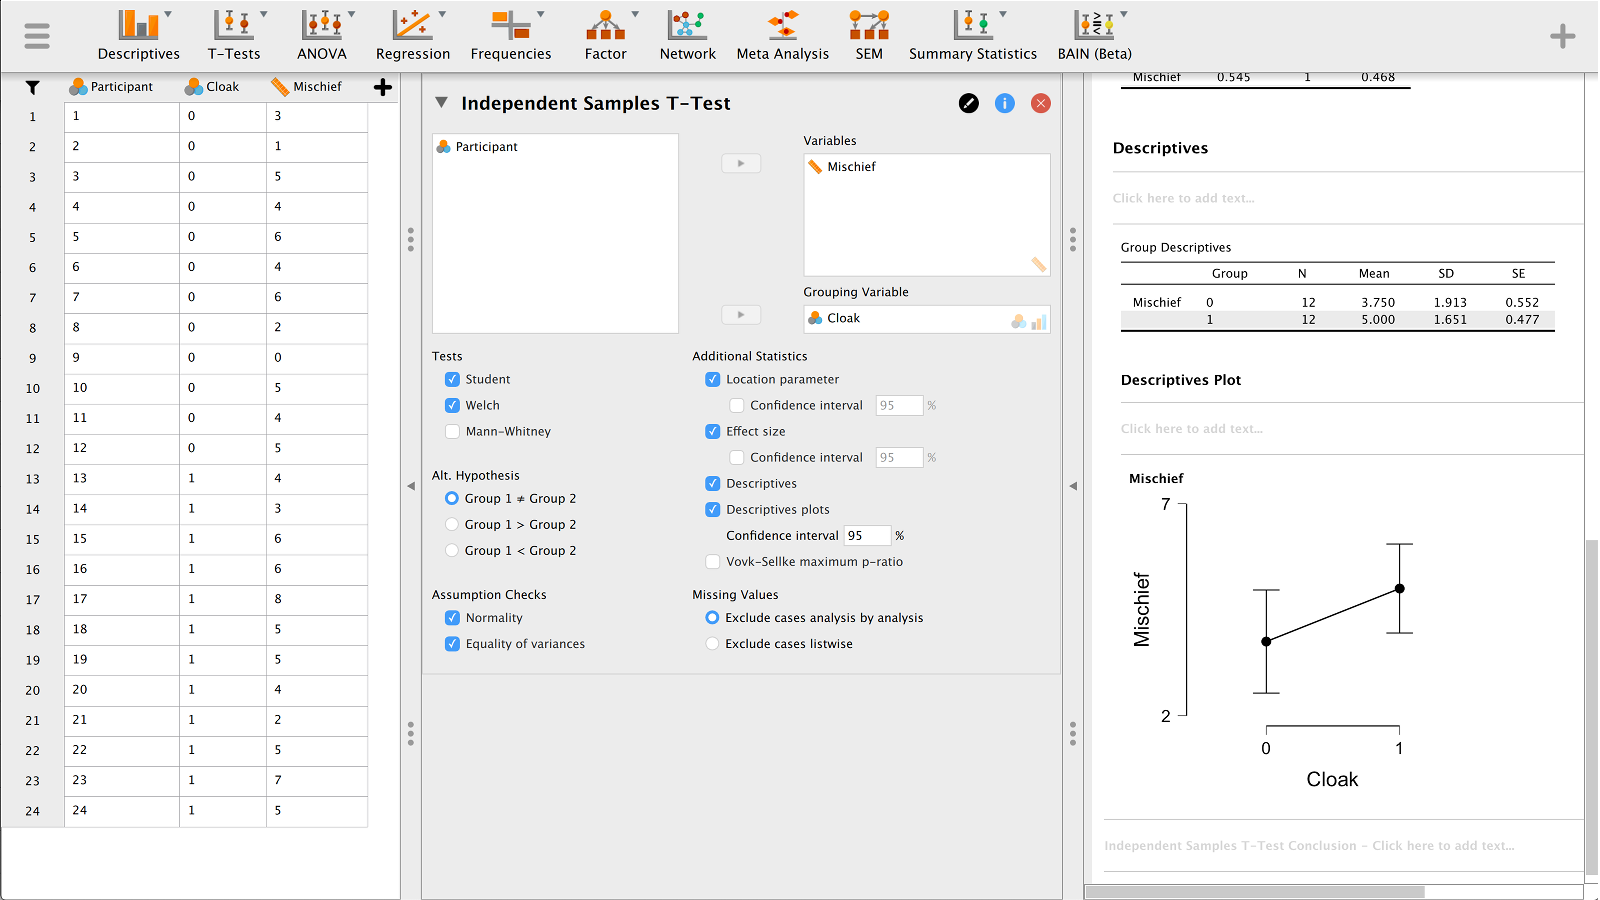 Descriptives T-Tests ANOVA Regression Frequencies Factor Network Meta Analysis SEM Summary Statistics BAIN (Beta)
Participant Cloak Mischief
1 1 0 3
2 2 0 1
3 3 0 5
4 4 0 4
5 5 0 6
6 6 0 4
7 7 0 6
8 8 0 2
9 9 0 0
10 10 0 5
11 11 0 4
12 12 0 5
13 13 1 4
14 14 1 3
15 15 1 6
16 16 1 6
17 17 1 8
18 18 1 5
19 19 1 5
20 20 1 4
21 21 1 2
22 22 1 5
23 23 1 7
24 24 1 5
Independent Samples T-Test
Participant
Variables
Mischief
Grouping Variable
Cloak
Tests
Student
Welch
Mann-Whitney
Alt. Hypothesis
Group 1 ≠ Group 2
Group 1 > Group 2
Group 1 < Group 2
Assumption Checks
Normality
Equality of variances
Additional Statistics
Location parameter
Confidence interval 95 %
Effect size
Confidence interval 95 %
Descriptives
Descriptives plots
Confidence interval 95 %
Vovk-Sellke maximum p-ratio
Missing Values
Exclude cases analysis by analysis
Exclude cases listwise
Mischief 0.545 1 0.468
Descriptives
Click here to add text...
Group Descriptives
Group N Mean SD SE
Mischief 0 12 3.750 1.913 0.552
1 12 5.000 1.651 0.477
Descriptives Plot
Click here to add text...
Mischief
7
Mischief
2
0 1
Cloak
Independent Samples T-Test Conclusion - Click here to add text...